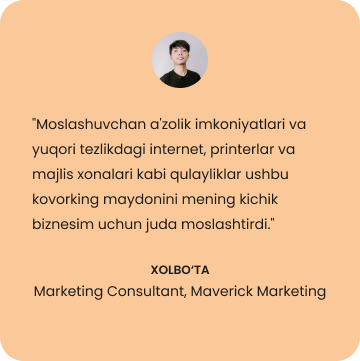 "Moslashuvchan a'zolik imkoniyatlari va
yuqori tezlikdagi internet, printerlar va
majlis xonalari kabi qulayliklar ushbu
kovorking maydonini mening kichik
biznesim uchun juda moslashtirdi."
XOLBO‘TA
Marketing Consultant, Maverick Marketing